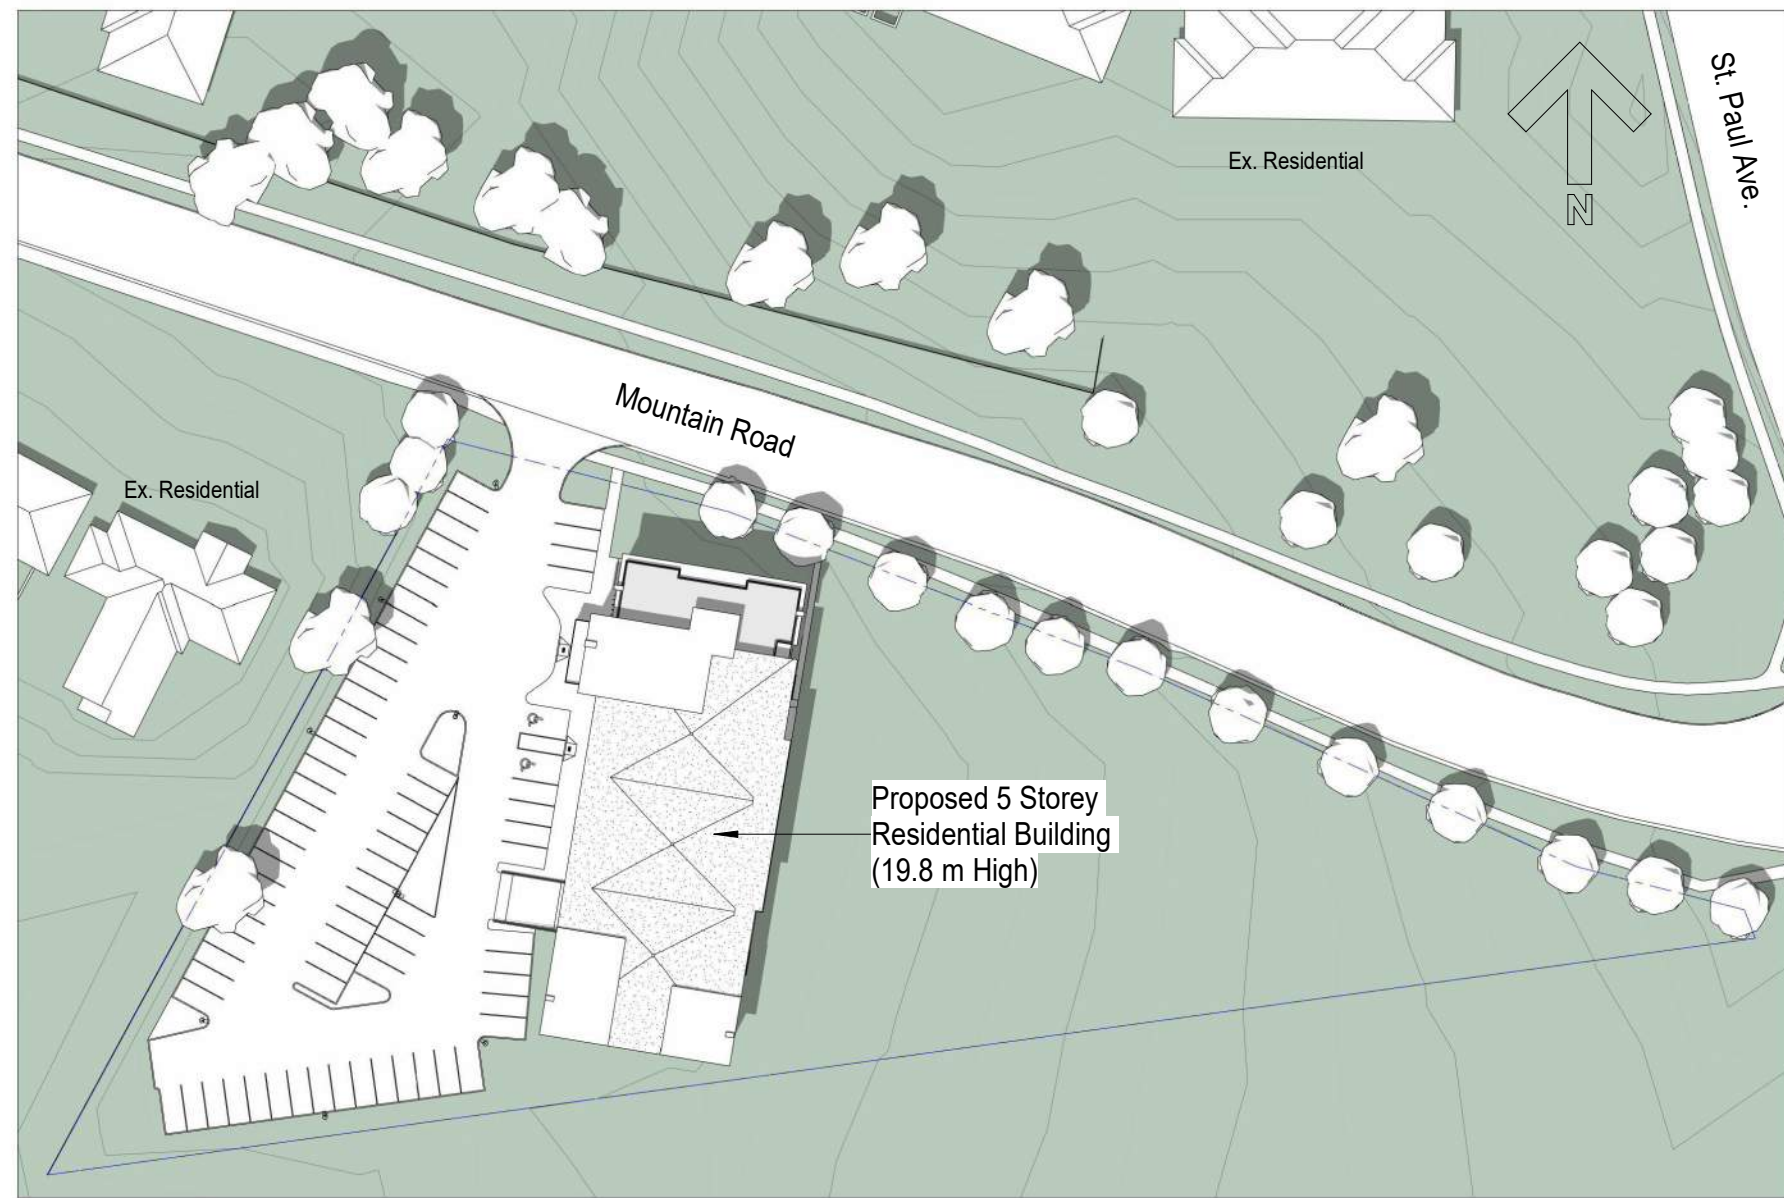 St. Paul Ave.
Ex. Residential
N
Mountain Road
Ex. Residential
Proposed 5 Storey
Residential Building
(19.8 m High)